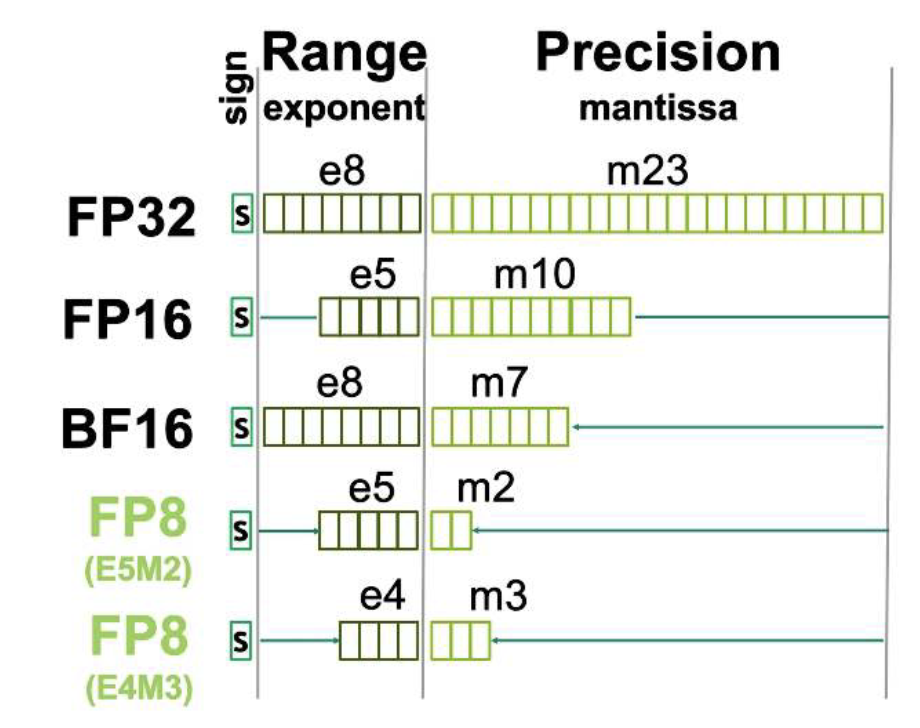 sign
Range Precision
exponent mantissa
e8 m23
FP32 S
e5 m10
FP16 S
e8 m7
BF16 S
e5 m2
FP8 S
(E5M2)
e4 m3
FP8 S
(E4M3)